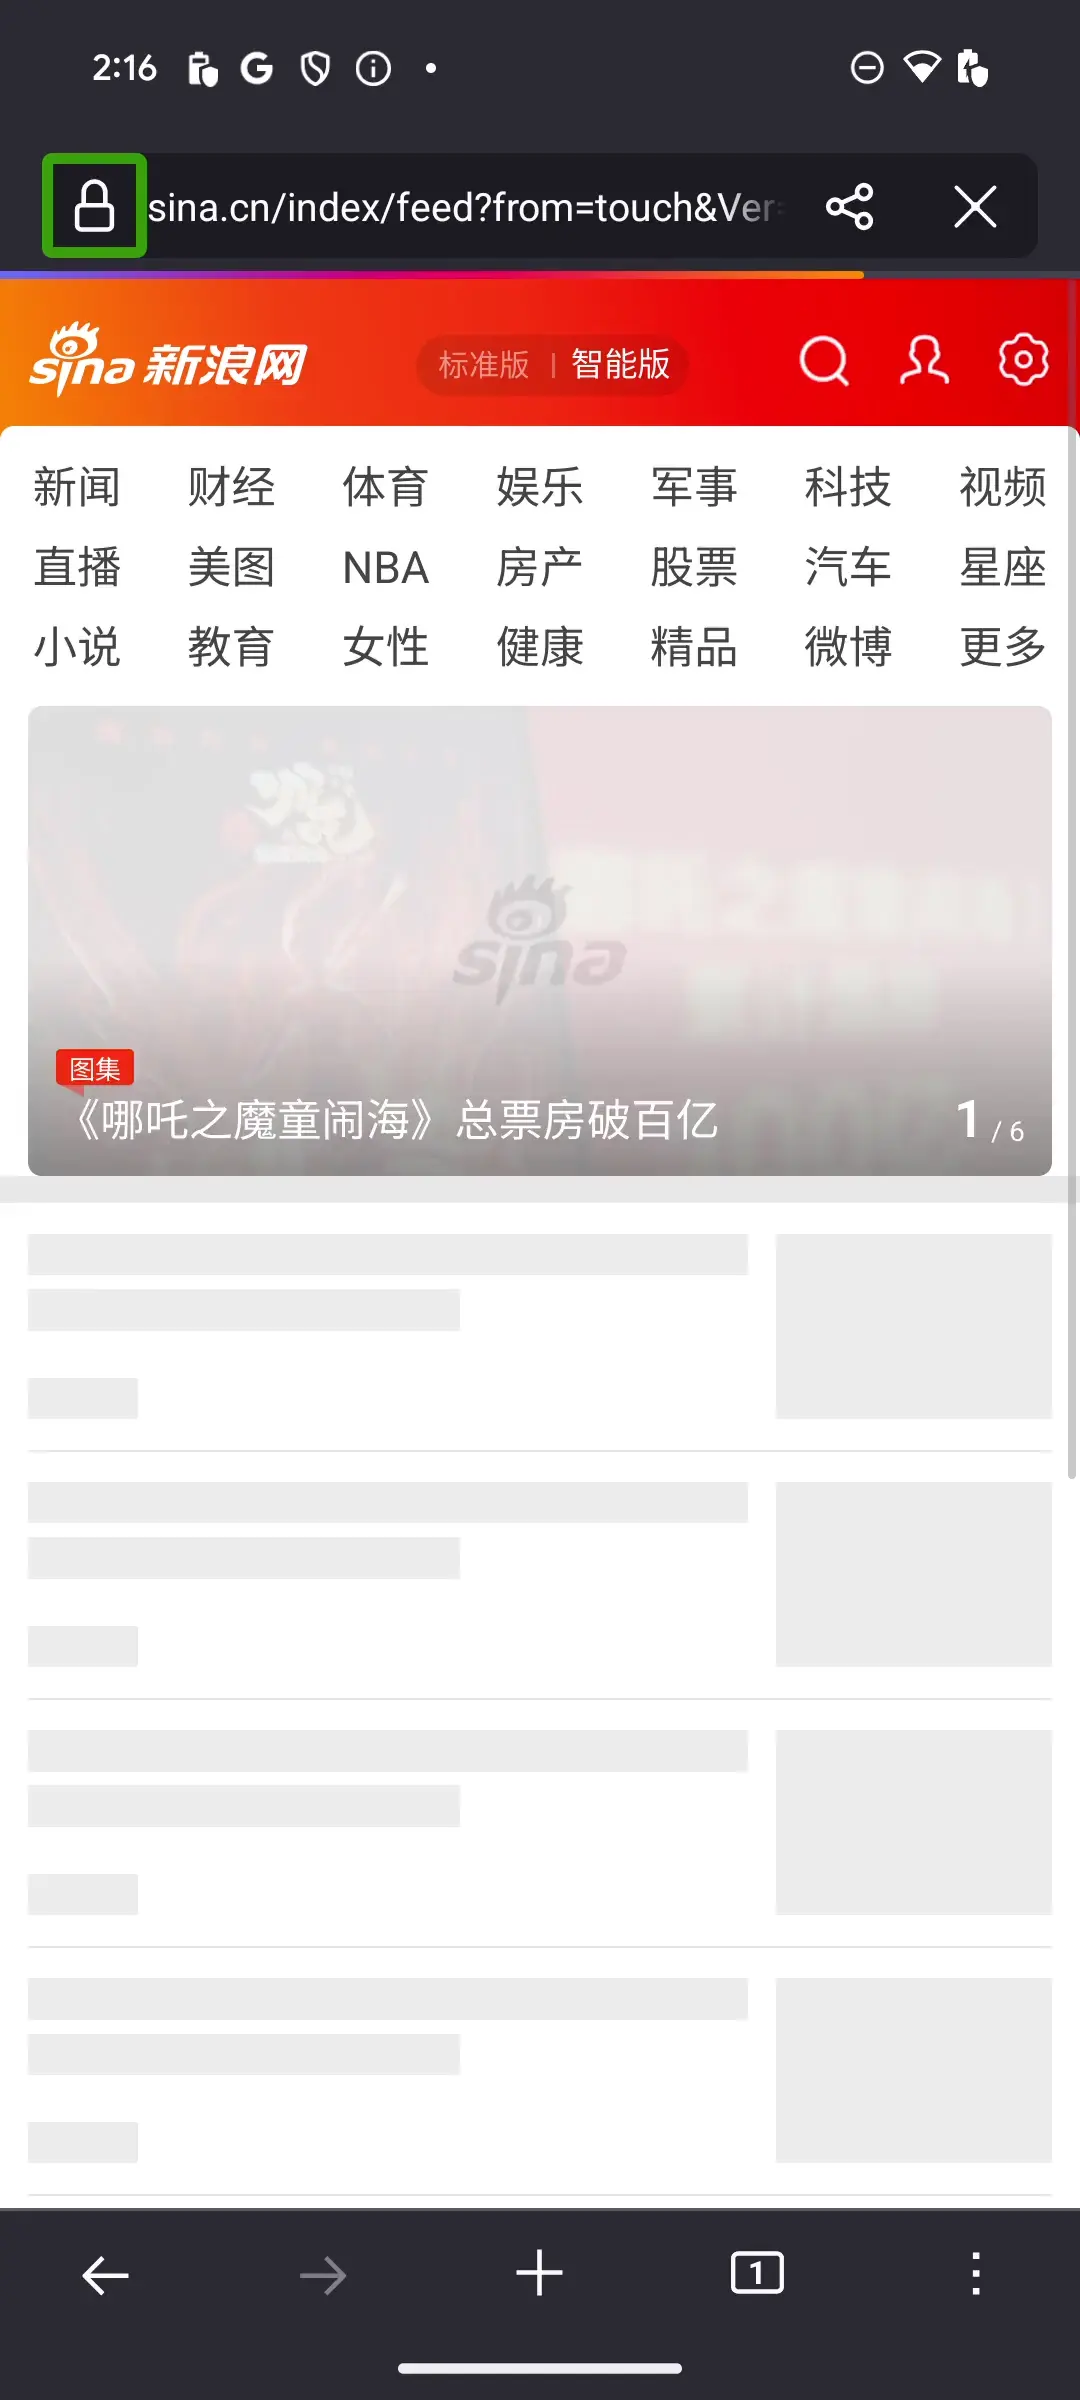 2:16
sina.cn/index/feed?from=touch&Ver=
sina 新浪网
标准版 | 智能版
新闻 财经 体育 娱乐 军事 科技 视频
直播 美图 NBA 房产 股票 汽车 星座
小说 教育 女性 健康 精品 微博 更多
sina
图集
《哪吒之魔童闹海》总票房破百亿
1 / 6
1